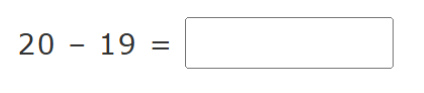 20 – 19 =